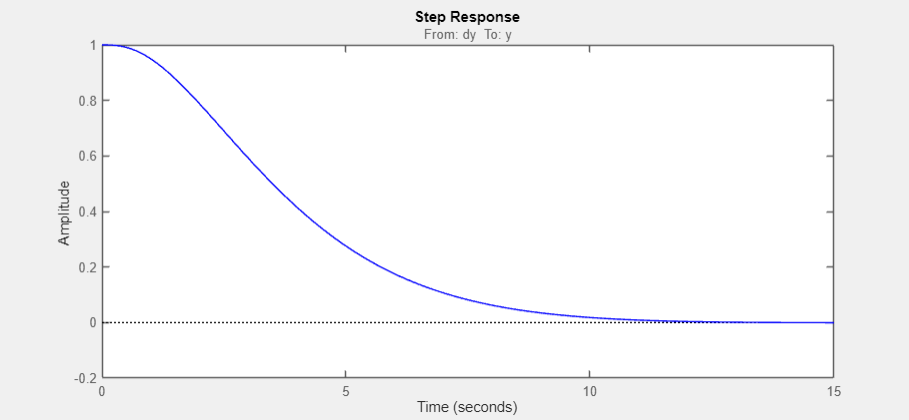 Step Response
From: dy To: y
1
0.8
0.6
0.4
0.2
0
-0.2
Amplitude
0 5 10 15
Time (seconds)